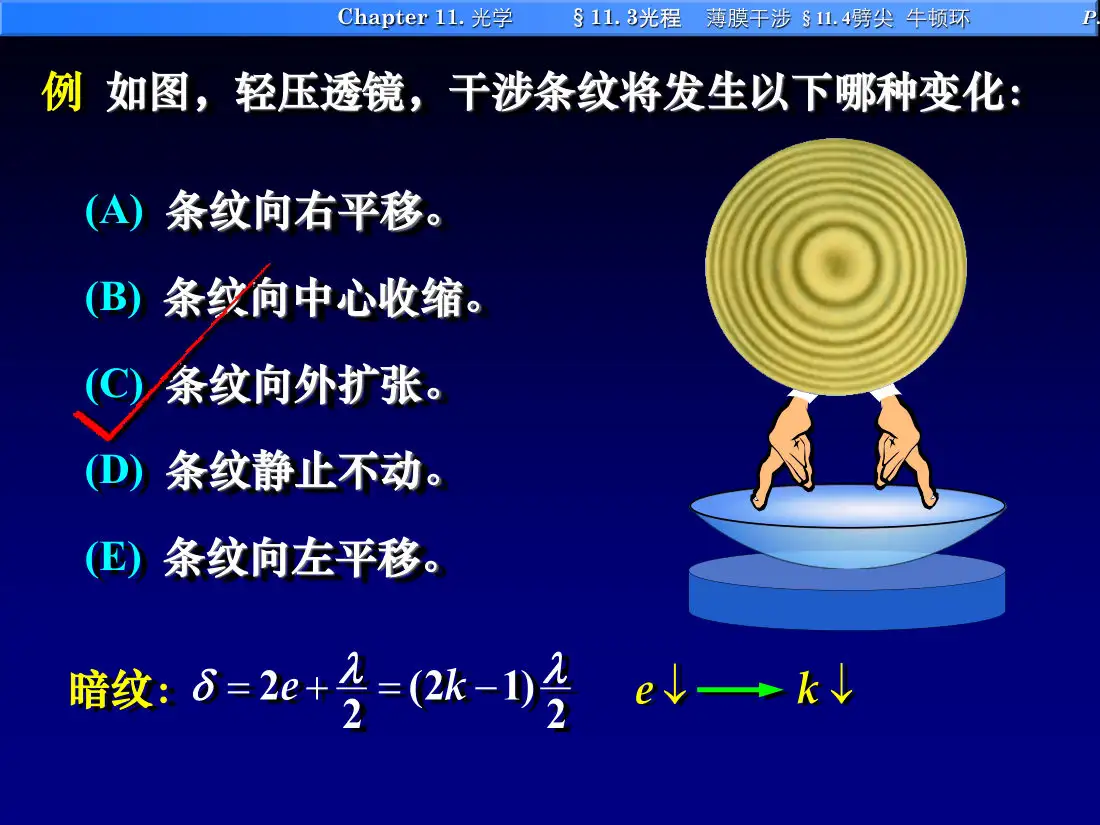 Chapter 11. 光学 §11. 3光程 薄膜干涉 §11. 4劈尖 牛顿环 P.
例 如图，轻压透镜，干涉条纹将发生以下哪种变化：
(A) 条纹向右平移。
(B) 条纹向中心收缩。
(C) 条纹向外扩张。
(D) 条纹静止不动。
(E) 条纹向左平移。
暗纹：δ = 2e + λ/2 = (2k − 1) λ/2 e↓ → k↓